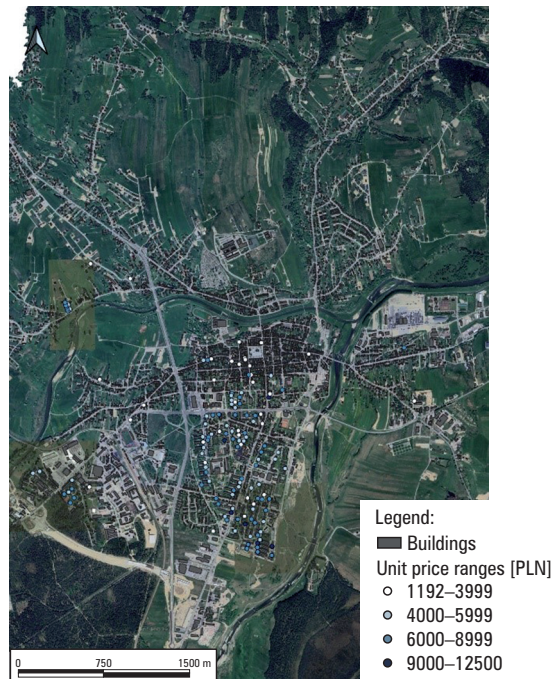 0 750 1500 m
Legend:
Buildings
Unit price ranges [PLN]
1192–3999
4000–5999
6000–8999
9000–12500